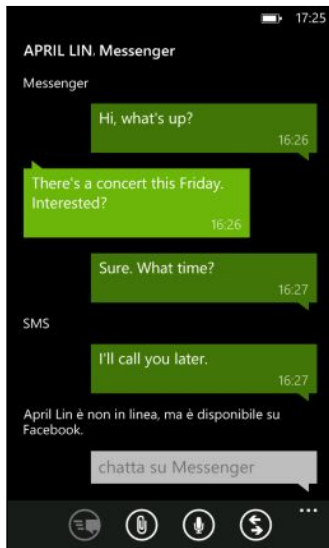 17:25
APRIL LIN. Messenger
Messenger
Hi, what's up?
16:26
There's a concert this Friday.
Interested?
16:26
Sure. What time?
16:27
SMS
I'll call you later.
16:27
April Lin è non in linea, ma è disponibile su
Facebook.
chatta su Messenger